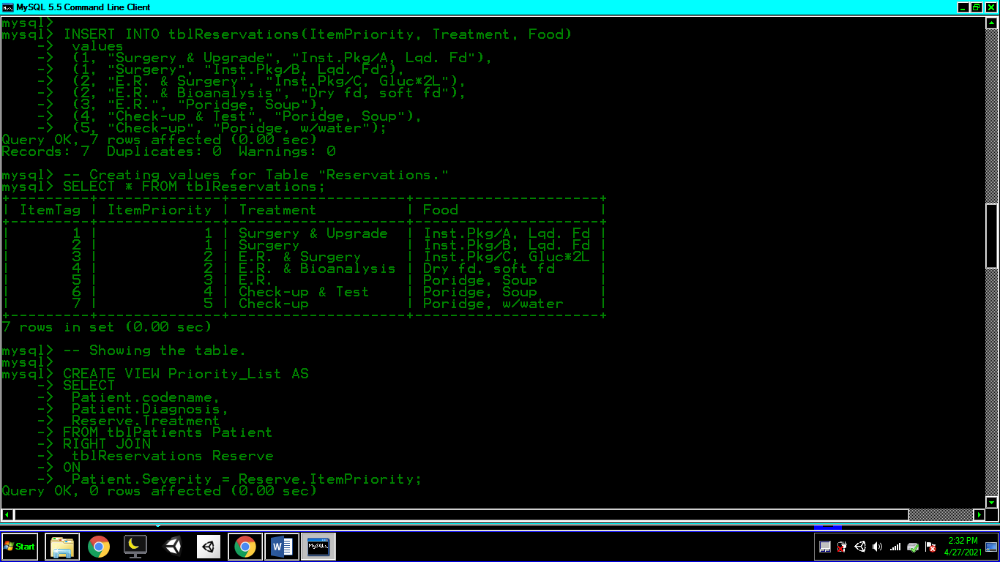 MySQL 5.5 Command Line Client
mysql>
mysql> INSERT INTO tblReservations(ItemPriority, Treatment, Food)
    -> values
    -> (1, "Surgery & Upgrade", "Inst.Pkg/A, Lqd. Fd"),
    -> (1, "Surgery", "Inst.Pkg/B, Lqd. Fd"),
    -> (2, "E.R. & Surgery", "Inst.Pkg/C, Gluc*2L"),
    -> (2, "E.R. & Bioanalysis", "Dry fd, soft fd"),
    -> (3, "E.R.", "Poridge, Soup"),
    -> (4, "Check-up & Test", "Poridge, Soup"),
    -> (5, "Check-up", "Poridge, w/water");
Query OK, 7 rows affected (0.00 sec)
Records: 7  Duplicates: 0  Warnings: 0
mysql> -- Creating values for Table "Reservations."
mysql> SELECT * FROM tblReservations;
+---------+--------------+--------------------+---------------------+
| ItemTag | ItemPriority | Treatment          | Food                |
+---------+--------------+--------------------+---------------------+
|       1 |            1 | Surgery & Upgrade  | Inst.Pkg/A, Lqd. Fd |
|       2 |            1 | Surgery            | Inst.Pkg/B, Lqd. Fd |
|       3 |            2 | E.R. & Surgery     | Inst.Pkg/C, Gluc*2L |
|       4 |            2 | E.R. & Bioanalysis | Dry fd, soft fd     |
|       5 |            3 | E.R.               | Poridge, Soup       |
|       6 |            4 | Check-up & Test    | Poridge, Soup       |
|       7 |            5 | Check-up           | Poridge, w/water    |
+---------+--------------+--------------------+---------------------+
7 rows in set (0.00 sec)
mysql> -- Showing the table.
mysql>
mysql> CREATE VIEW Priority_List AS
    -> SELECT
    ->  Patient.codename,
    ->  Patient.Diagnosis,
    ->  Reserve.Treatment
    -> FROM tblPatients Patient
    -> RIGHT JOIN
    ->  tblReservations Reserve
    -> ON
    ->  Patient.Severity = Reserve.ItemPriority;
Query OK, 0 rows affected (0.00 sec)
Start
MySQL
2:32 PM
4/27/2021